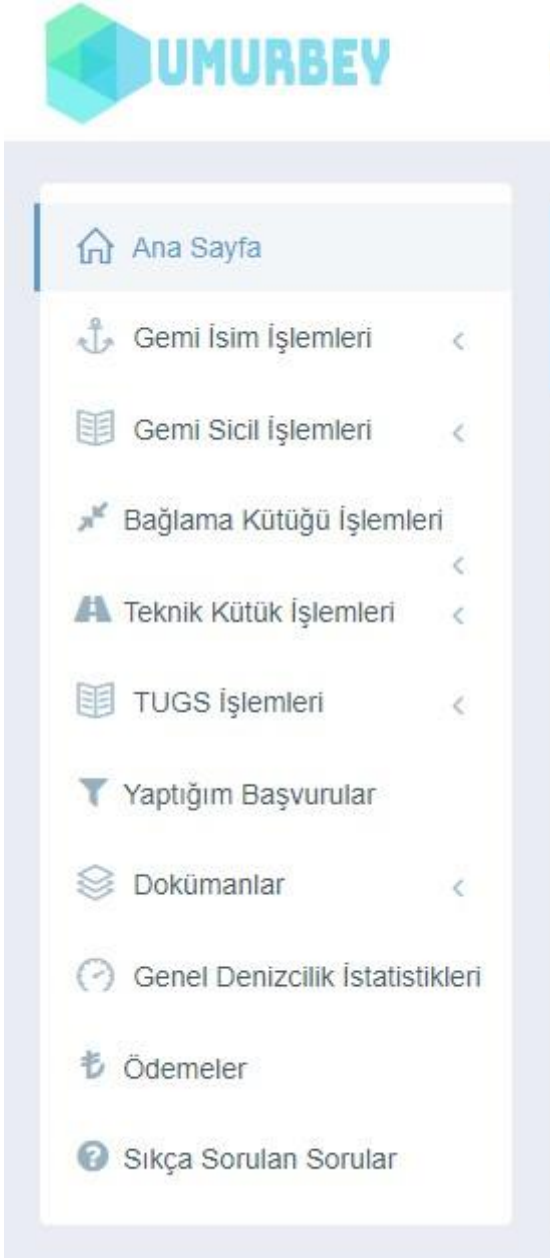 UMURBEY
Ana Sayfa
Gemi İsim İşlemleri
Gemi Sicil İşlemleri
Bağlama Kütüğü İşlemleri
Teknik Kütük İşlemleri
TUGS İşlemleri
Yaptığım Başvurular
Dokümanlar
Genel Denizcilik İstatistikleri
Ödemeler
Sıkça Sorulan Sorular